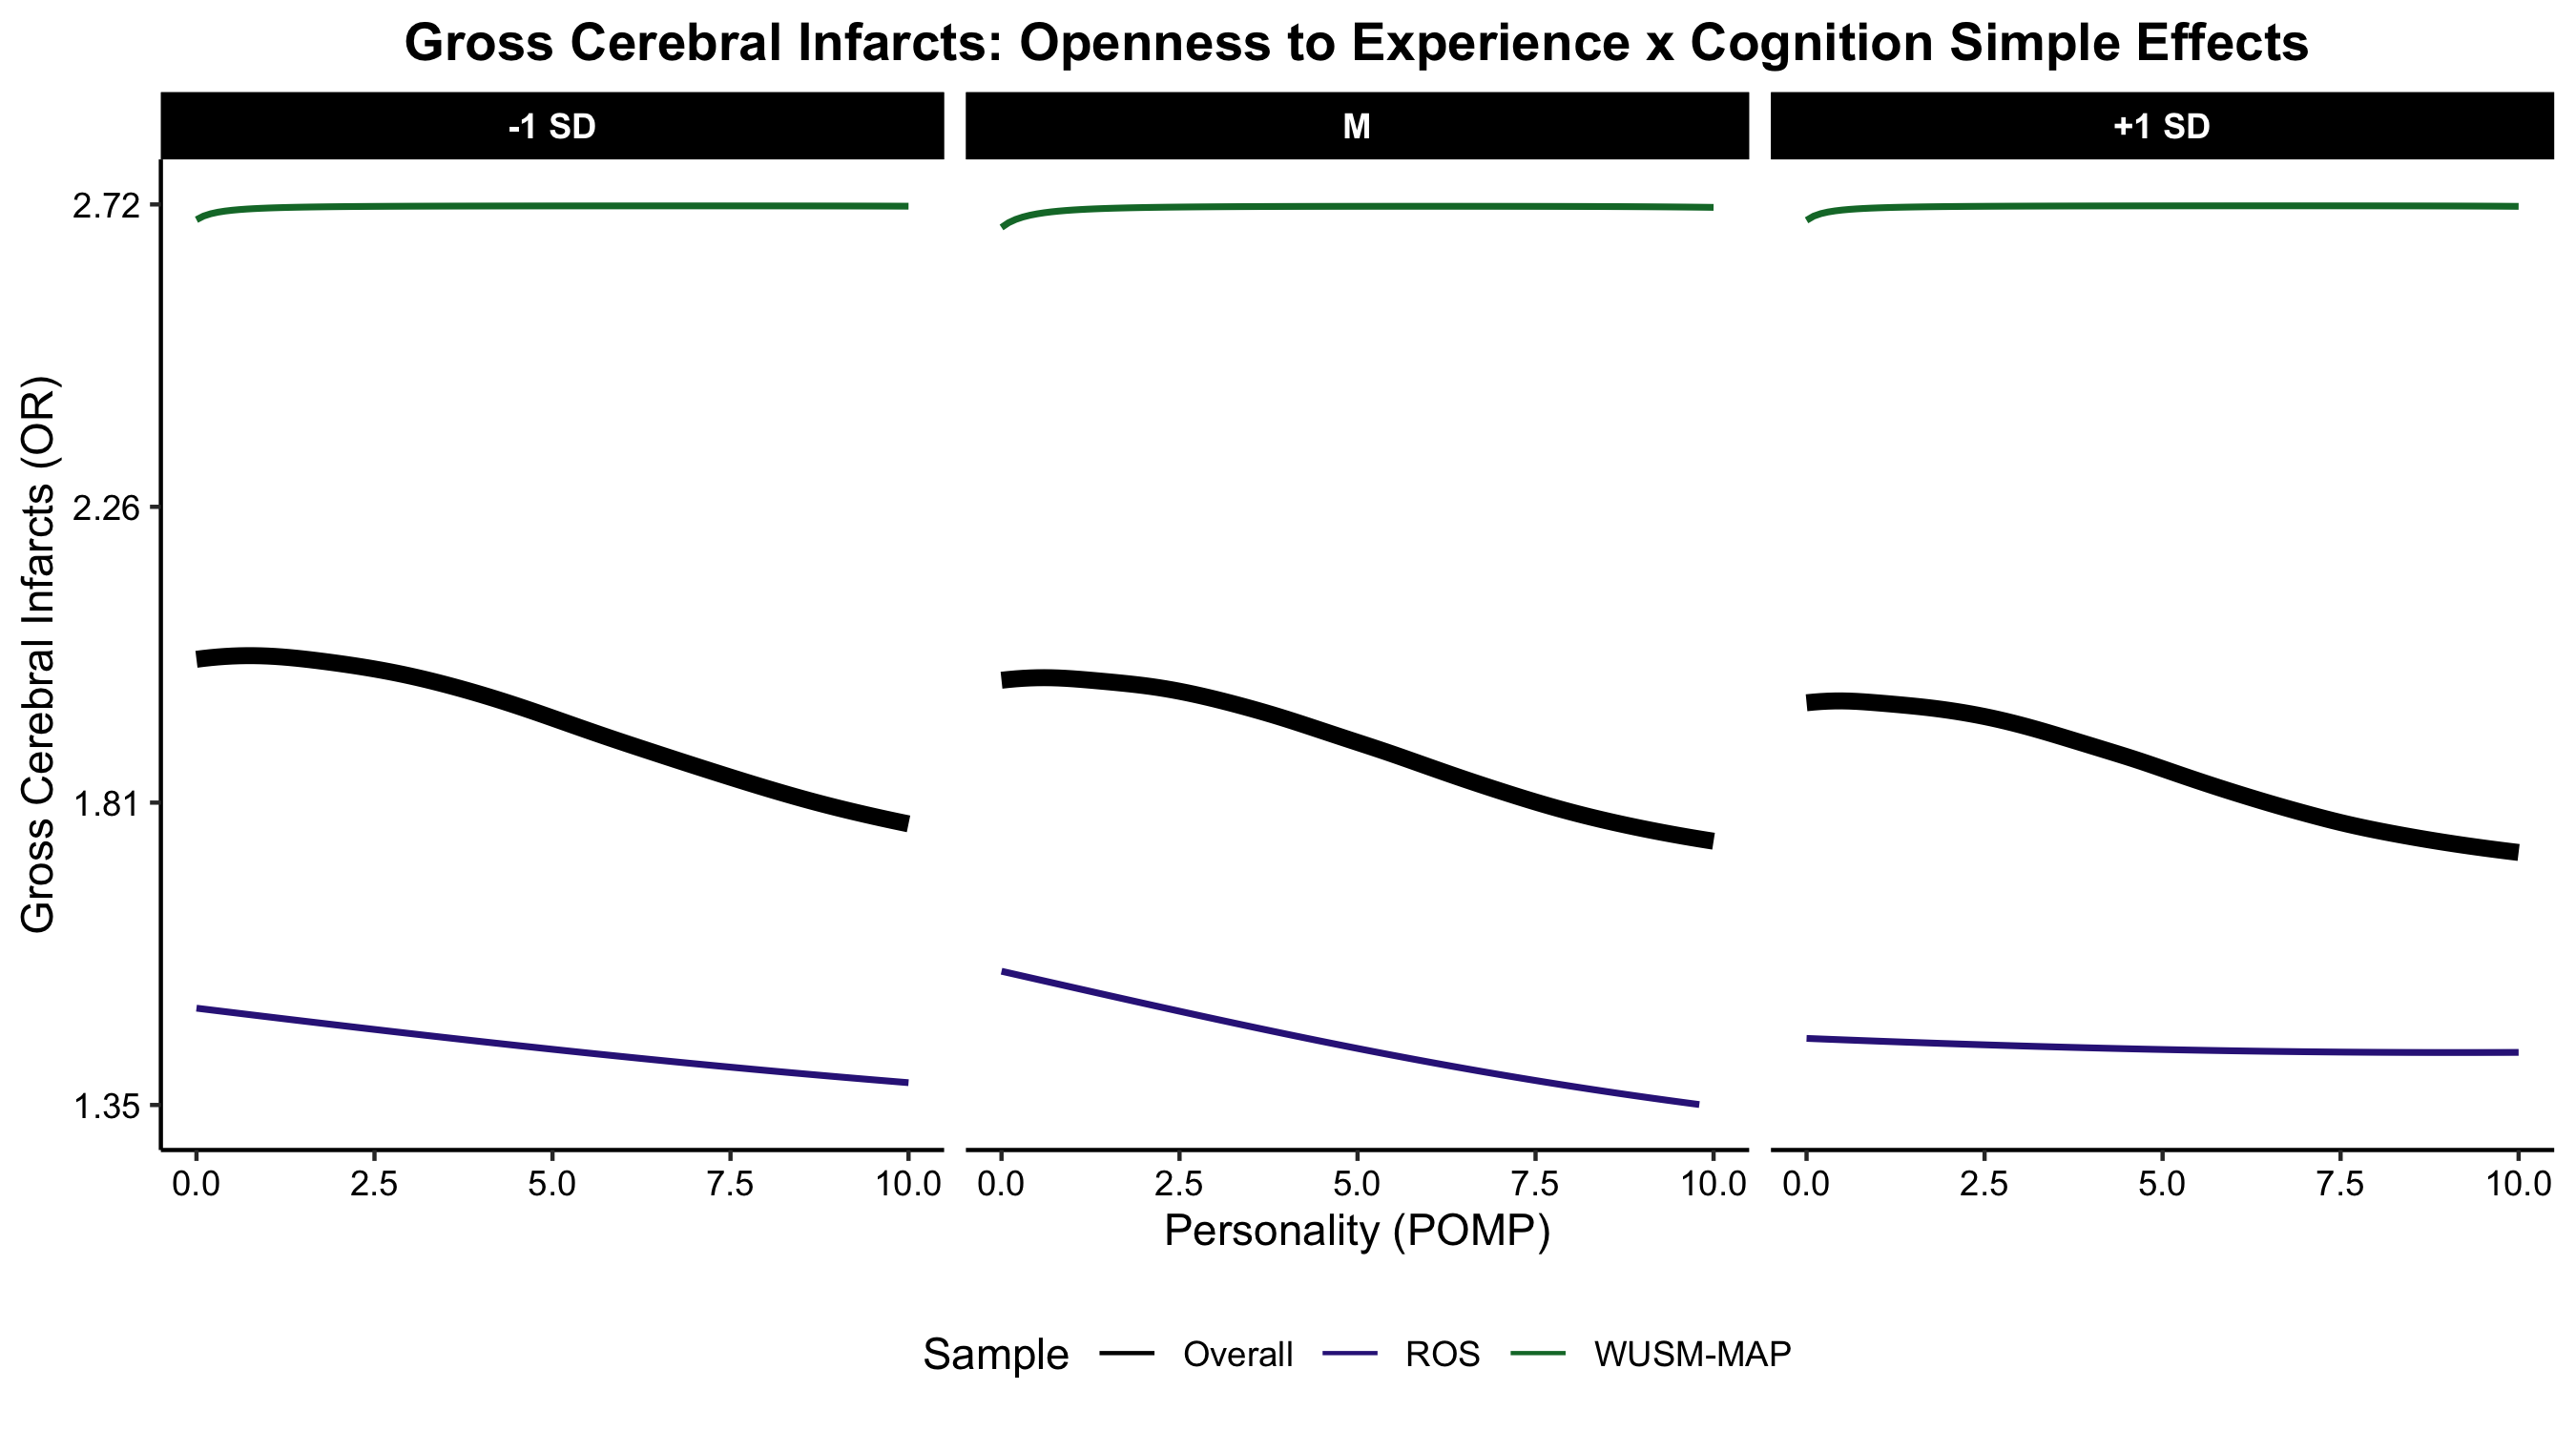 Gross Cerebral Infarcts: Openness to Experience x Cognition Simple Effects
-1 SD
M
+1 SD
Gross Cerebral Infarcts (OR)
2.72
2.26
1.81
1.35
0.0 2.5 5.0 7.5 10.0
0.0 2.5 5.0 7.5 10.0
0.0 2.5 5.0 7.5 10.0
Personality (POMP)
Sample Overall ROS WUSM-MAP